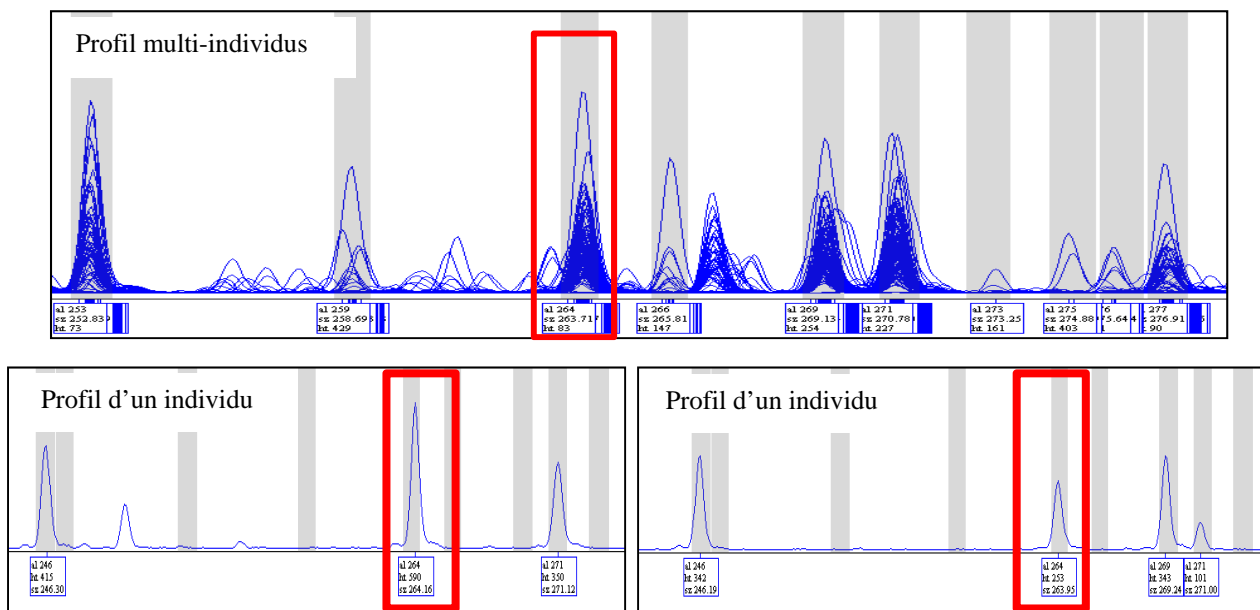 Profil multi-individus
al 253
sz 252.839
ht 73
al 259
sz 258.698
ht 429
al 264
sz 263.717
ht 83
al 266
sz 265.81
ht 147
al 269
sz 269.13
ht 254
al 271
sz 270.78
ht 227
al 273
sz 273.25
ht 161
al 275
sz 274.88
ht 403
al 277
sz 276.91
ht 90
Profil d'un individu
al 246
ht 415
sz 246.30
al 264
ht 590
sz 264.16
al 271
ht 350
sz 271.12
Profil d'un individu
al 246
ht 342
sz 246.19
al 264
ht 253
sz 263.95
al 269
ht 343
sz 269.24
al 271
ht 101
sz 271.00